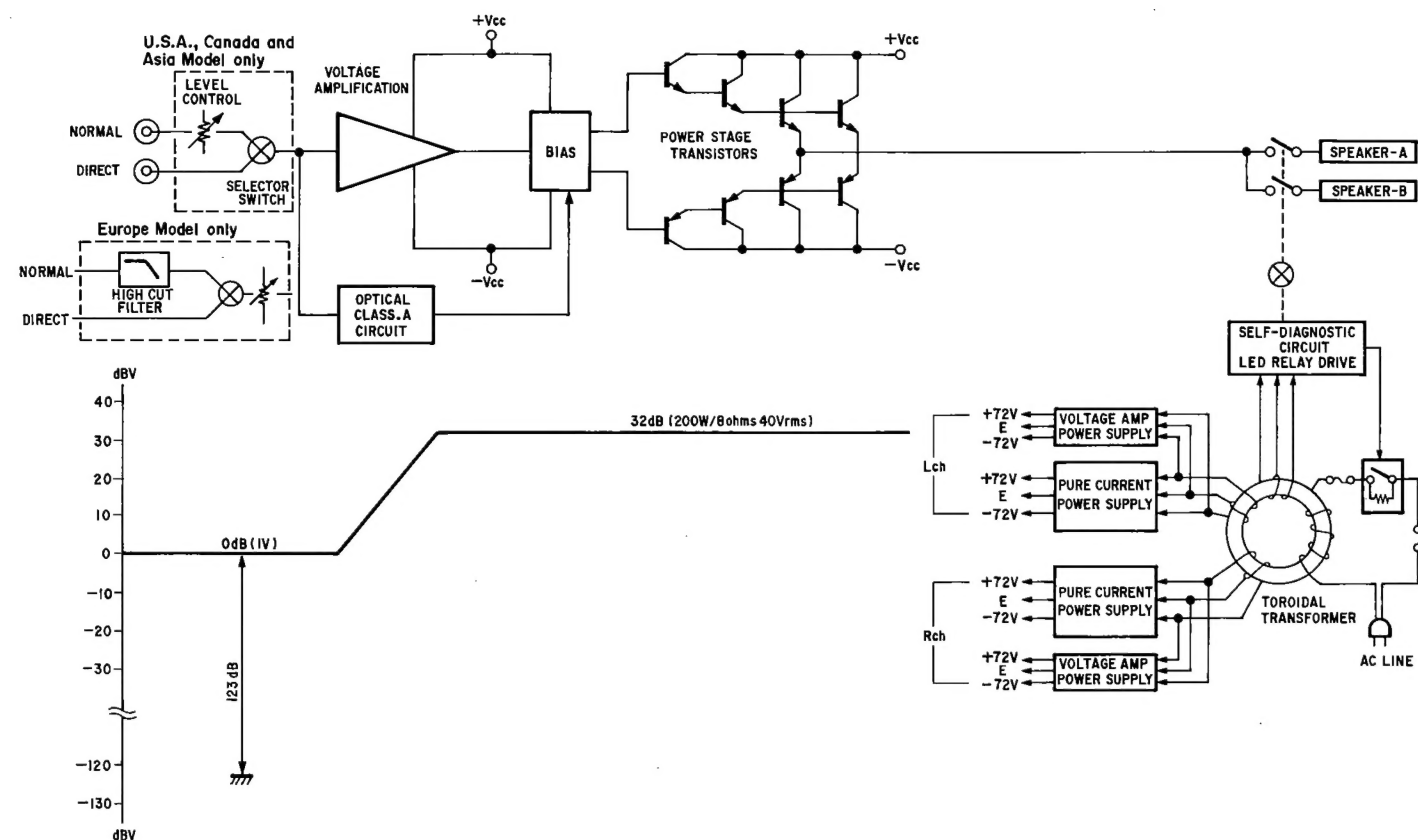 U.S.A., Canada and
Asia Model only
LEVEL
CONTROL
NORMAL
DIRECT
SELECTOR
SWITCH
VOLTAGE
AMPLIFICATION
+Vcc
-Vcc
BIAS
POWER STAGE
TRANSISTORS
+Vcc
-Vcc
SPEAKER-A
SPEAKER-B
Europe Model only
NORMAL
HIGH CUT
FILTER
DIRECT
OPTICAL
CLASS.A
CIRCUIT
SELF-DIAGNOSTIC
CIRCUIT
LED RELAY DRIVE
dBV
40
30
20
10
0
-10
-20
-30
-120
-130
dBV
0dB(1V)
32dB (200W/8ohms 40Vrms)
123dB
Lch
+72V
E
-72V
VOLTAGE AMP
POWER SUPPLY
+72V
E
-72V
PURE CURRENT
POWER SUPPLY
Rch
+72V
E
-72V
PURE CURRENT
POWER SUPPLY
+72V
E
-72V
VOLTAGE AMP
POWER SUPPLY
TOROIDAL
TRANSFORMER
AC LINE